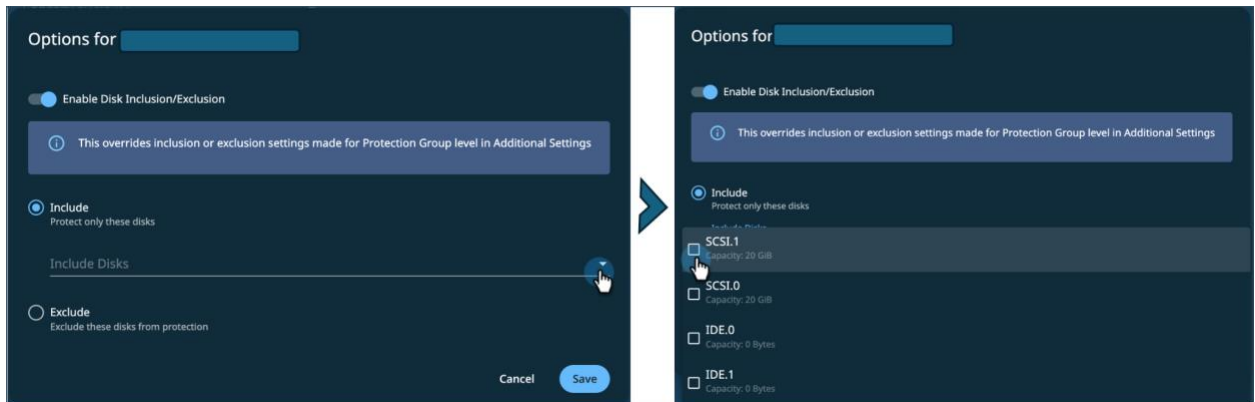 Options for
Enable Disk Inclusion/Exclusion
This overrides inclusion or exclusion settings made for Protection Group level in Additional Settings
Include
Protect only these disks
Include Disks
Exclude
Exclude these disks from protection
Cancel
Save
Options for
Enable Disk Inclusion/Exclusion
This overrides inclusion or exclusion settings made for Protection Group level in Additional Settings
Include
Protect only these disks
Include Disks
SCSI.1
Capacity: 20 GiB
SCSI.0
Capacity: 20 GiB
IDE.0
Capacity: 0 Bytes
IDE.1
Capacity: 0 Bytes